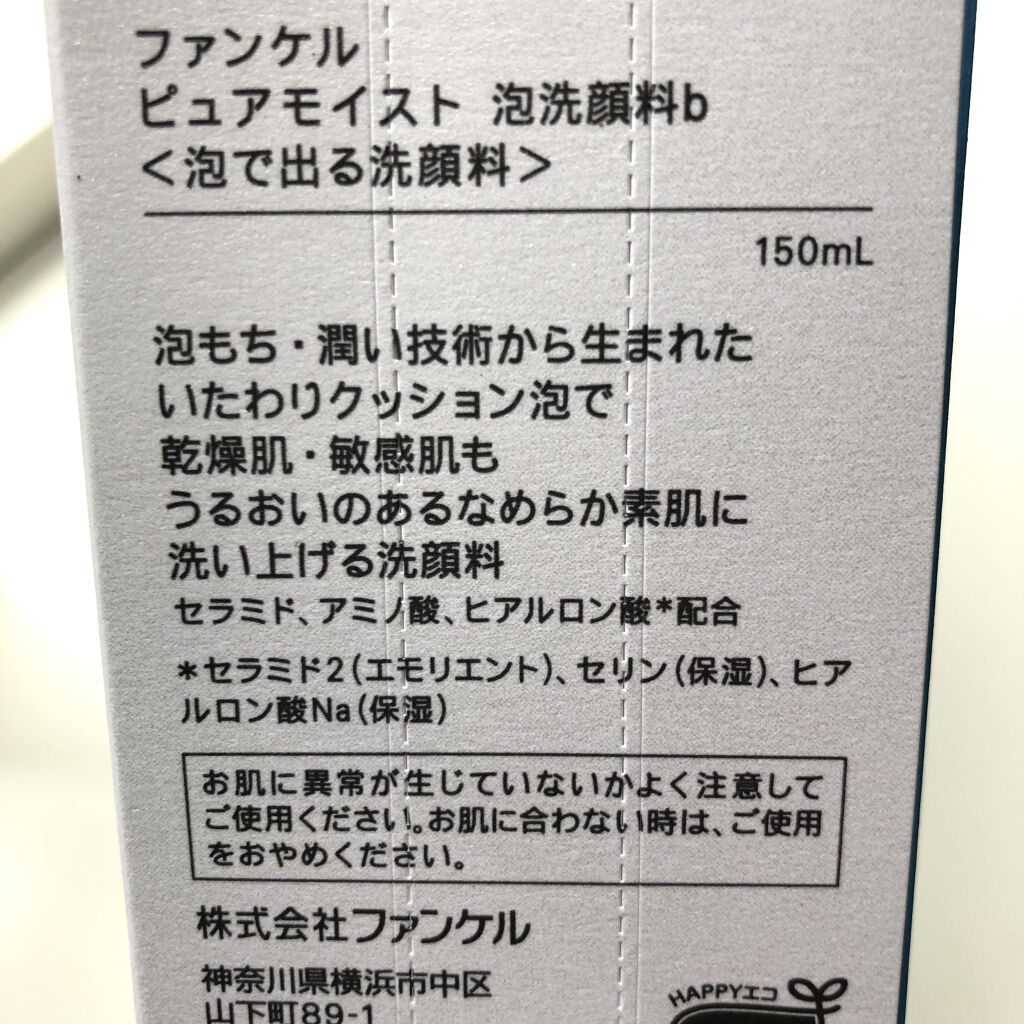 ファンケル
ピュアモイスト 泡洗顔料b
＜泡で出る洗顔料＞
150mL
泡もち・潤い技術から生まれた
いたわりクッション泡で
乾燥肌・敏感肌も
うるおいのあるなめらか素肌に
洗い上げる洗顔料
セラミド、アミノ酸、ヒアルロン酸*配合
*セラミド2(エモリエント)、セリン(保湿)、ヒア
ルロン酸Na(保湿)
お肌に異常が生じていないかよく注意して
ご使用ください。お肌に合わない時は、ご使用
をおやめください。
株式会社ファンケル
神奈川県横浜市中区
山下町89-1
HAPPYエコ